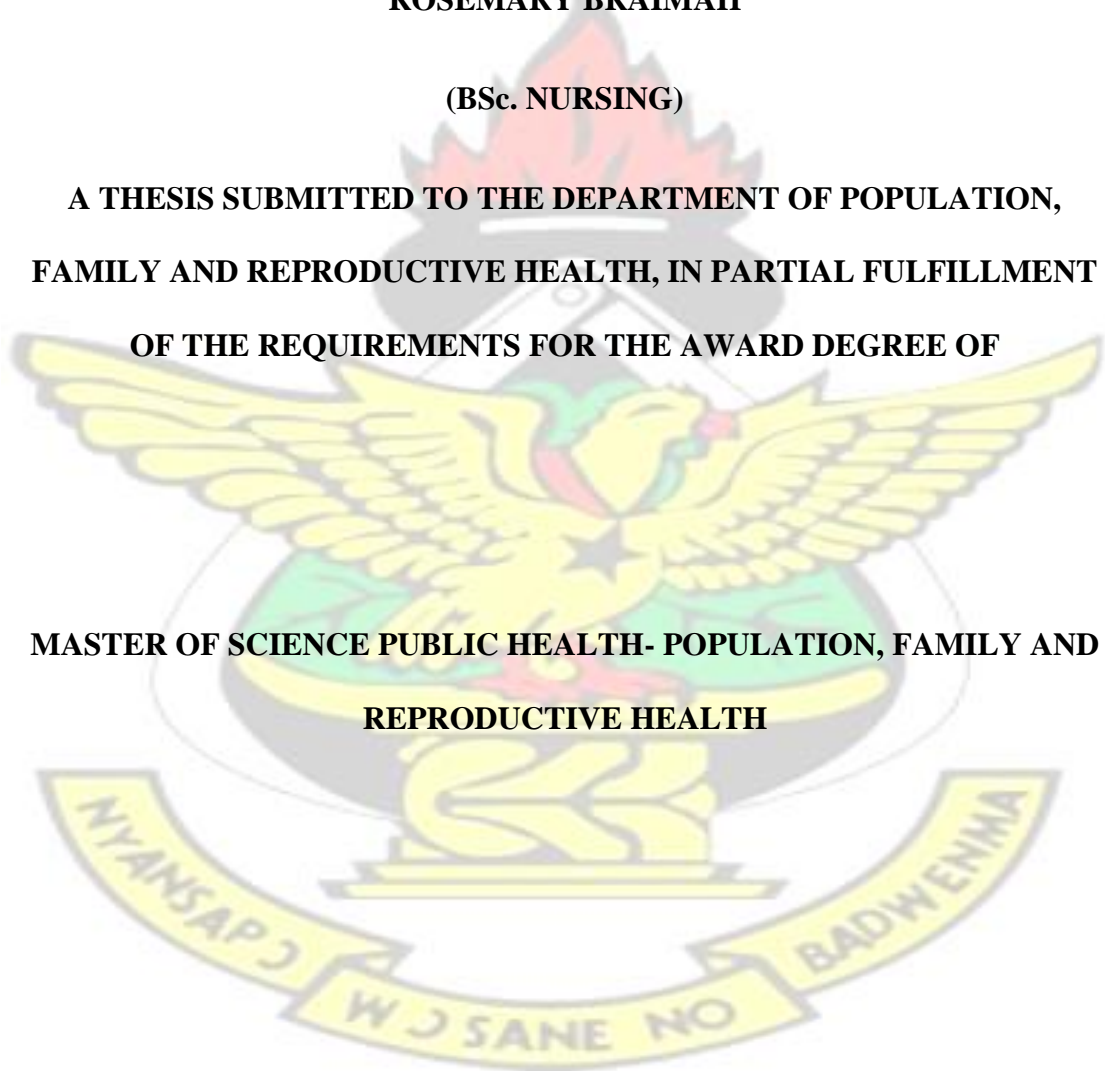 ROSEMARY BRAIMAH
(BSc. NURSING)
A THESIS SUBMITTED TO THE DEPARTMENT OF POPULATION,
FAMILY AND REPRODUCTIVE HEALTH, IN PARTIAL FULFILLMENT
OF THE REQUIREMENTS FOR THE AWARD DEGREE OF
MASTER OF SCIENCE PUBLIC HEALTH- POPULATION, FAMILY AND
REPRODUCTIVE HEALTH
NYANSAPƆ
WƆSANE NO
BADWENMA